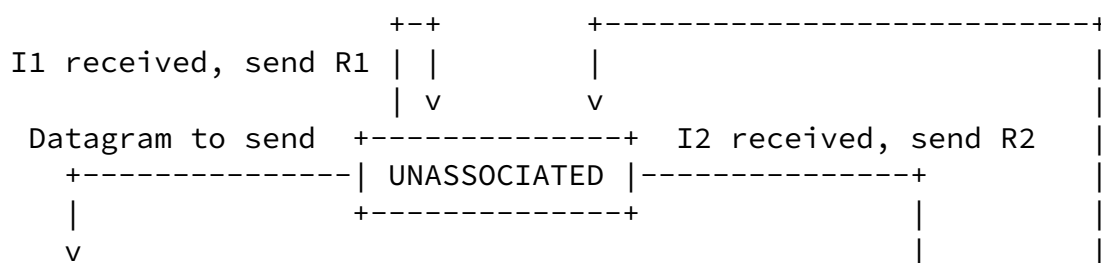 I1 received, send R1
Datagram to send
I2 received, send R2
UNASSOCIATED